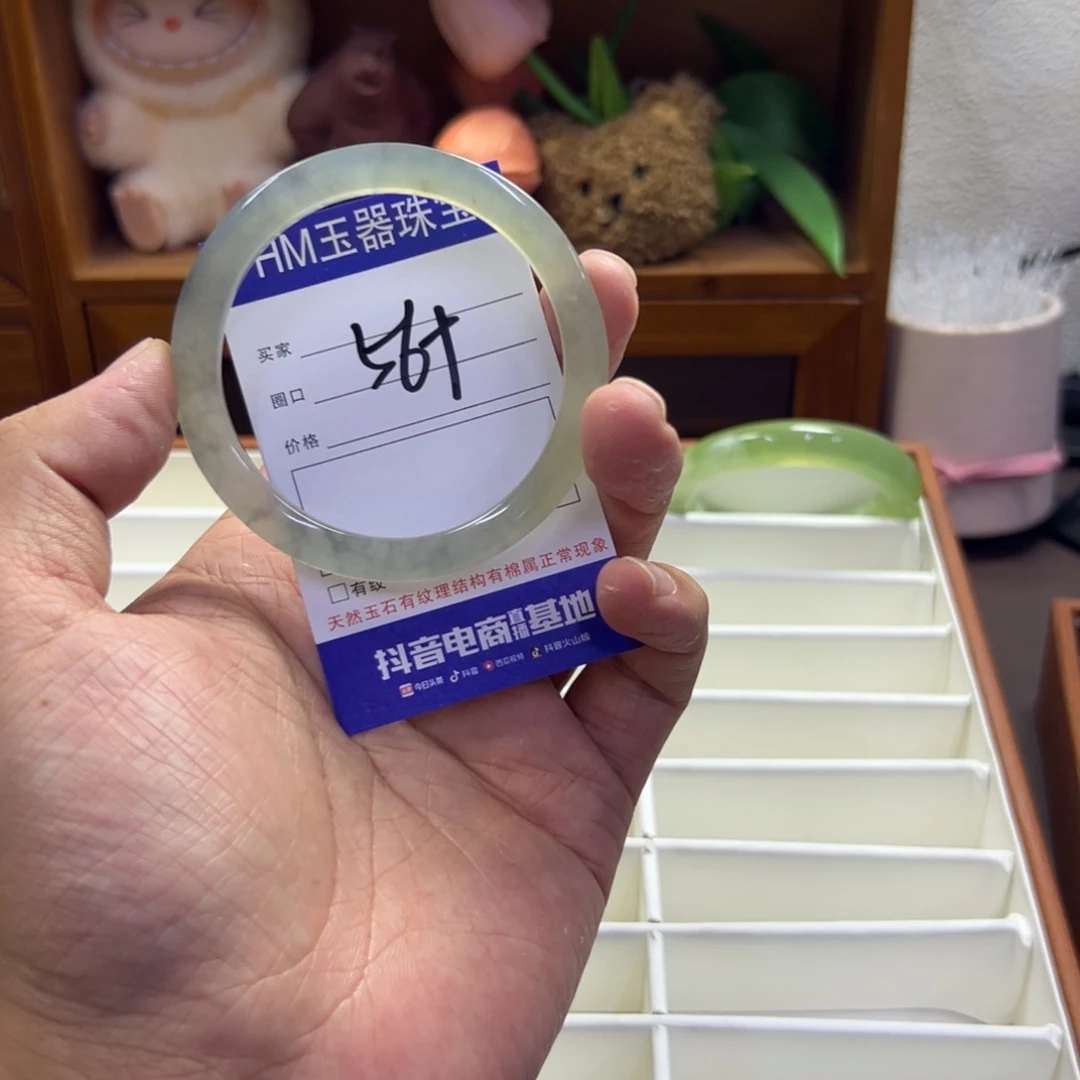 HM玉器珠宝
买家
圈口
价格
有纹
天然玉石有纹理结构有棉属正常现象
抖音电商直播基地
今日头条 抖音 西瓜视频 抖音火山版